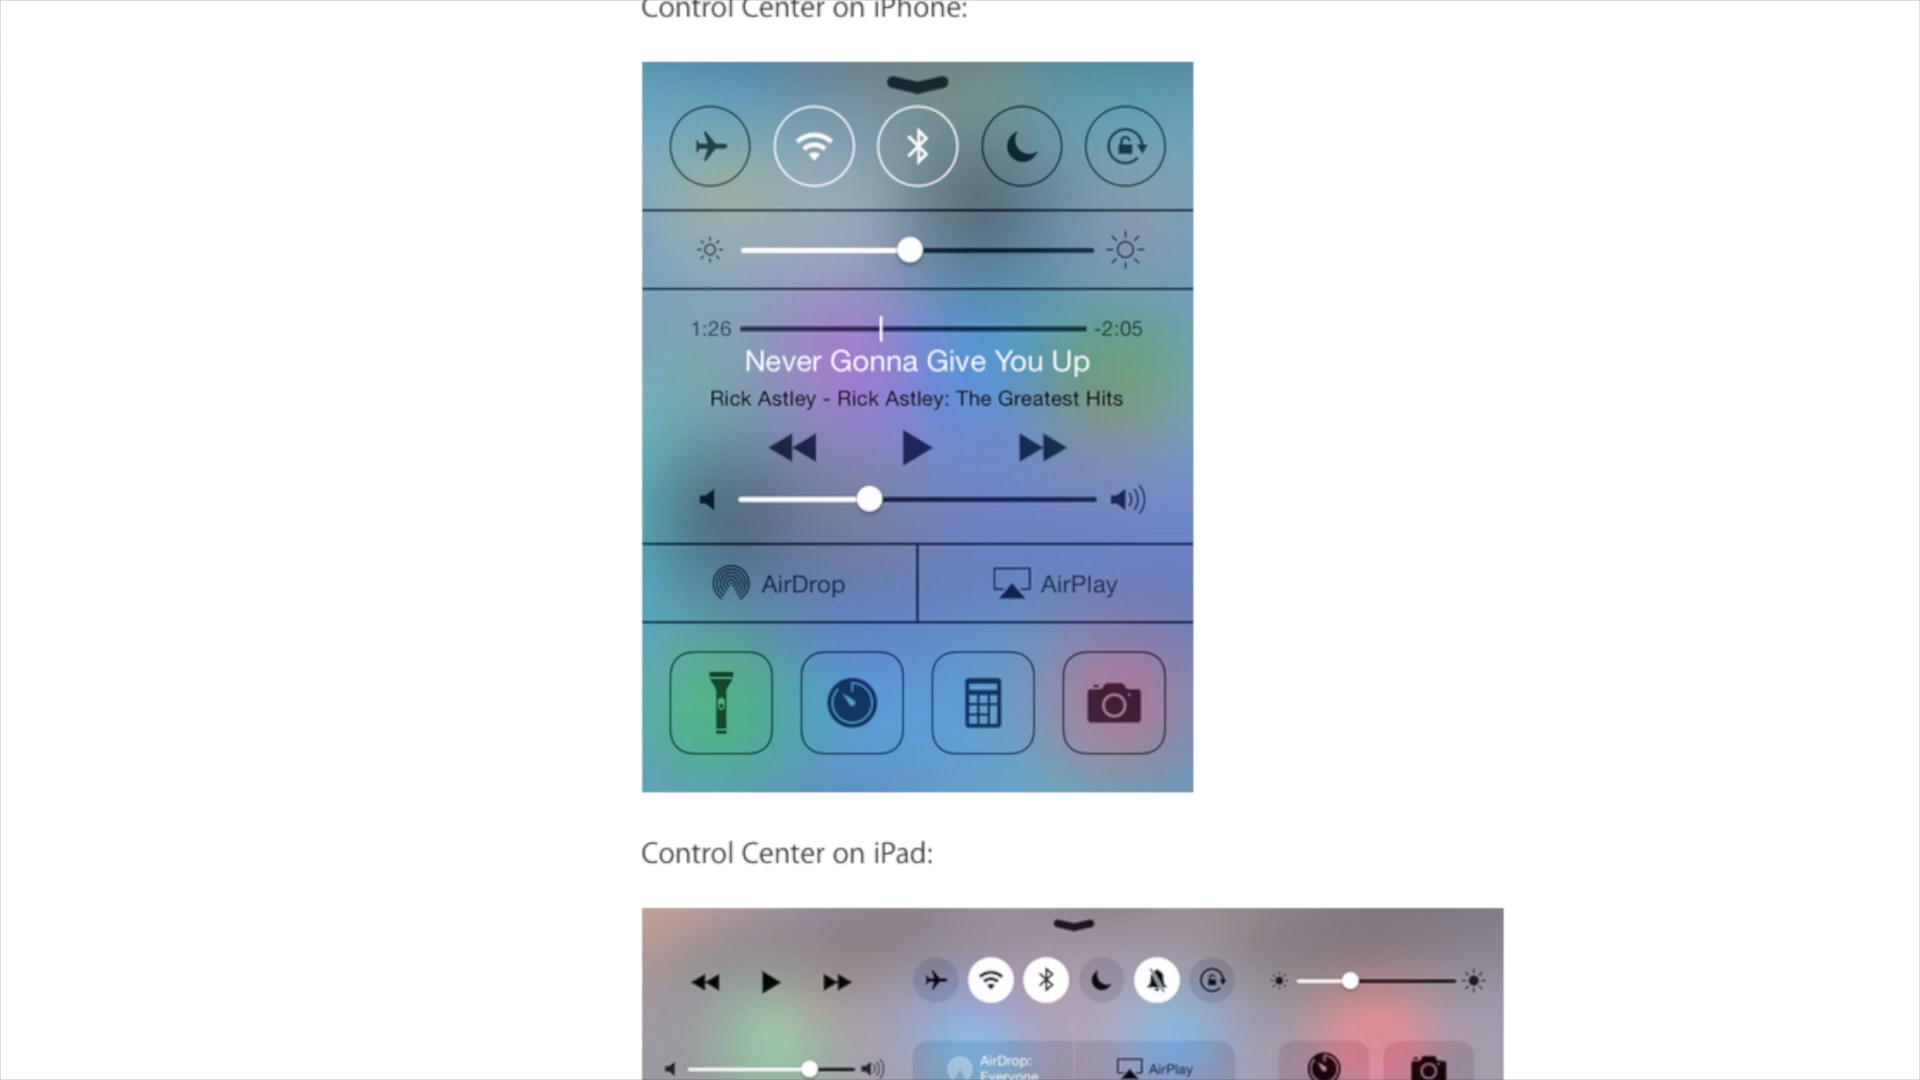 Control Center on iPhone:
1:26
-2:05
Never Gonna Give You Up
Rick Astley - Rick Astley: The Greatest Hits
AirDrop
AirPlay
Control Center on iPad:
AirDrop:
Everyone
AirPlay